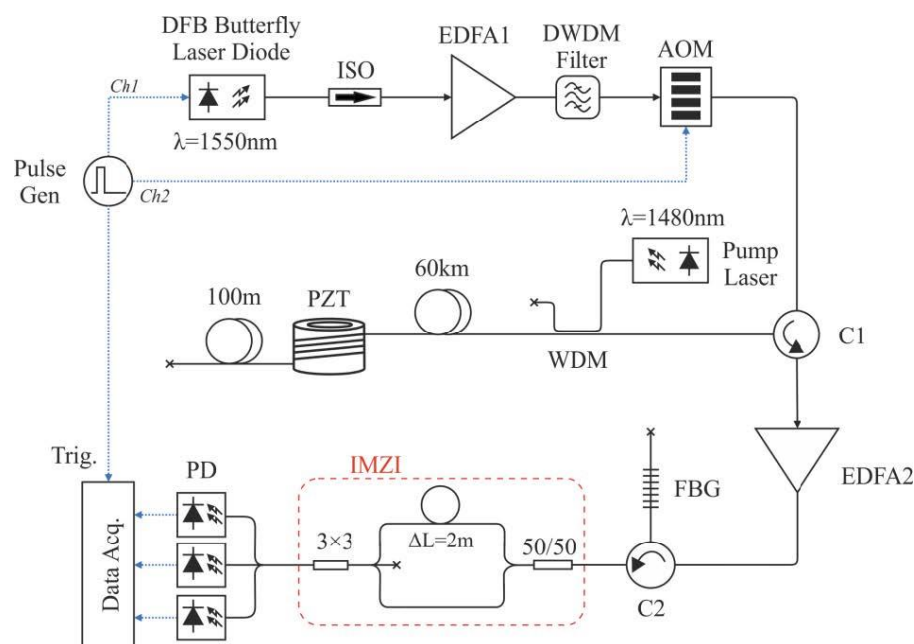 DFB Butterfly
Laser Diode
Ch1
λ=1550nm
ISO
EDFA1
DWDM
Filter
AOM
Pulse
Gen
Ch2
λ=1480nm
Pump
Laser
60km
100m
PZT
WDM
C1
EDFA2
Trig.
PD
IMZI
FBG
Data Acq.
3×3
ΔL=2m
50/50
C2